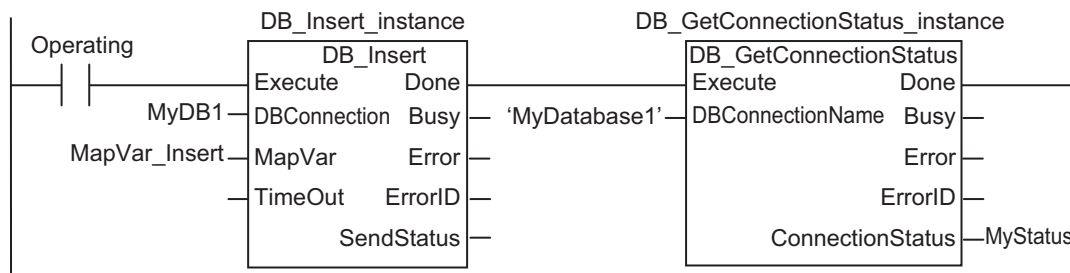 DB_Insert_instance DB_GetConnectionStatus_instance
Operating
DB_Insert DB_GetConnectionStatus
Execute Done Execute Done
MyDB1 DBConnection Busy ‘MyDatabase1’ DBConnectionName Busy
MapVar_Insert MapVar Error Error
TimeOut ErrorID ErrorID
SendStatus ConnectionStatus MyStatus